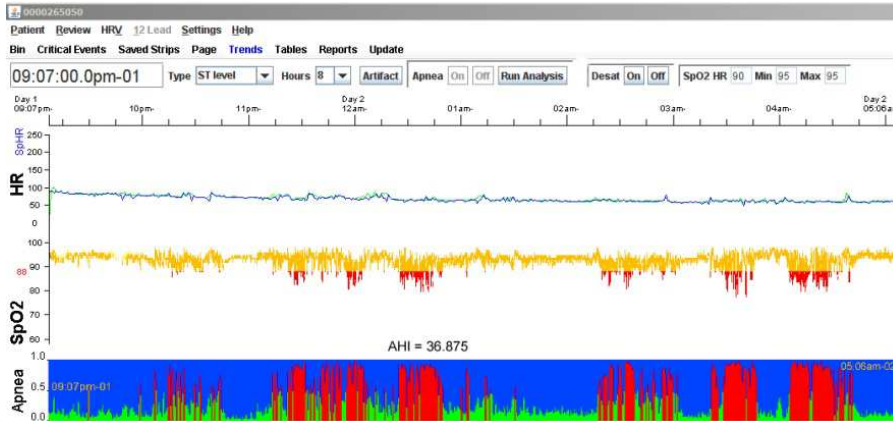 0000265050
Patient Review HRV 12 Lead Settings Help
Bin Critical Events Saved Strips Page Trends Tables Reports Update
09:07:00.0pm-01 Type ST level Hours 8 Artifact Apnea On Off Run Analysis Desat On Off SpO2 HR 90 Min 95 Max 95
Day 1 Day 2 Day 2
09:07pm- 10pm- 11pm- 12am- 01am- 02am- 03am- 04am- 05:06am-
SpHR
HR
250
200
150
100
50
0
SpO2
100
90
88
80
70
60
AHI = 36.875
Apnea
1.0
0.5
0.0
09:07pm-01
05:06am-02